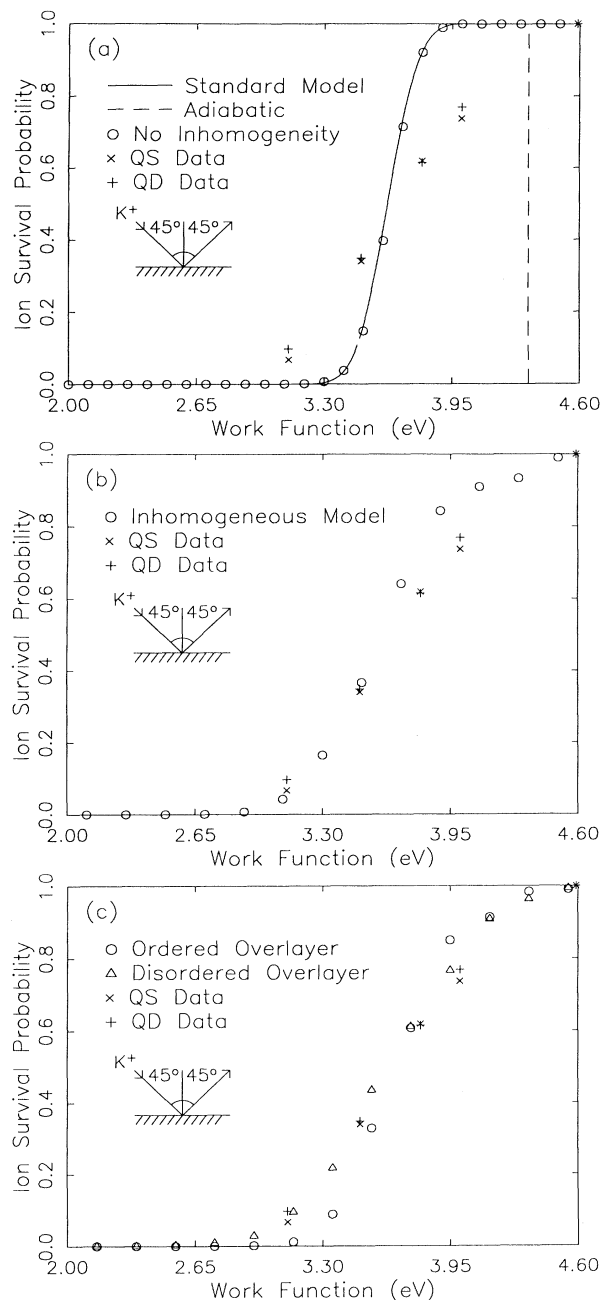 (a)
Standard Model
Adiabatic
No Inhomogeneity
QS Data
QD Data
K+
45° 45°
Ion Survival Probability
0.0 0.2 0.4 0.6 0.8 1.0
2.00 2.65 3.30 3.95 4.60
Work Function (eV)
(b)
Inhomogeneous Model
QS Data
QD Data
K+
45° 45°
Ion Survival Probability
0.0 0.2 0.4 0.6 0.8 1.0
2.00 2.65 3.30 3.95 4.60
Work Function (eV)
(c)
Ordered Overlayer
Disordered Overlayer
QS Data
QD Data
K+
45° 45°
Ion Survival Probability
0.0 0.2 0.4 0.6 0.8 1.0
2.00 2.65 3.30 3.95 4.60
Work Function (eV)